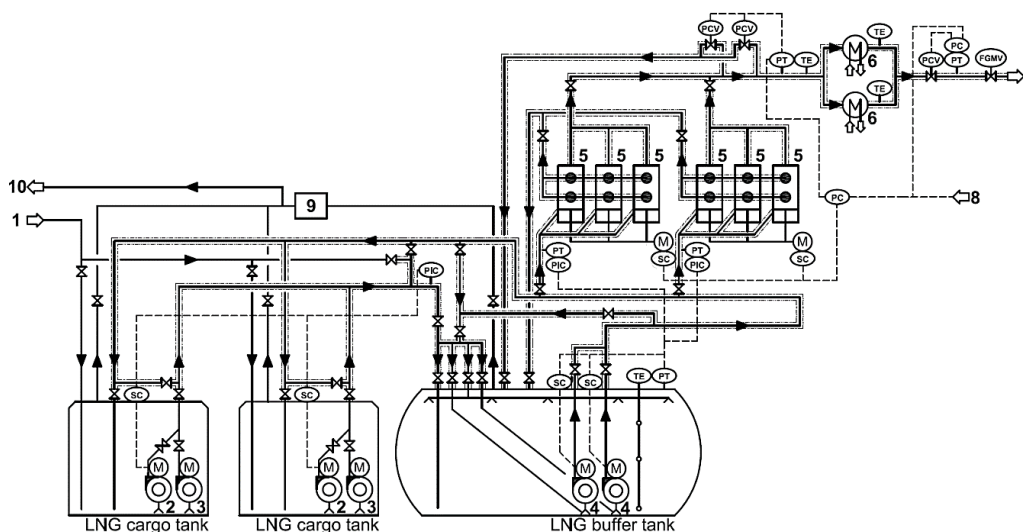 PCV PCV
TE
M
PC
PT TE
6
PCV PT
FGMV
TE
M
6
5 5 5 5 5 5
10
9
1
PC
8
M
M
PT
SC
PT
SC
PIC
PIC
PIC
SC
SC
SC SC
TE PT
M M
M M
M M
2 3
2 3
4 4
LNG cargo tank
LNG cargo tank
LNG buffer tank